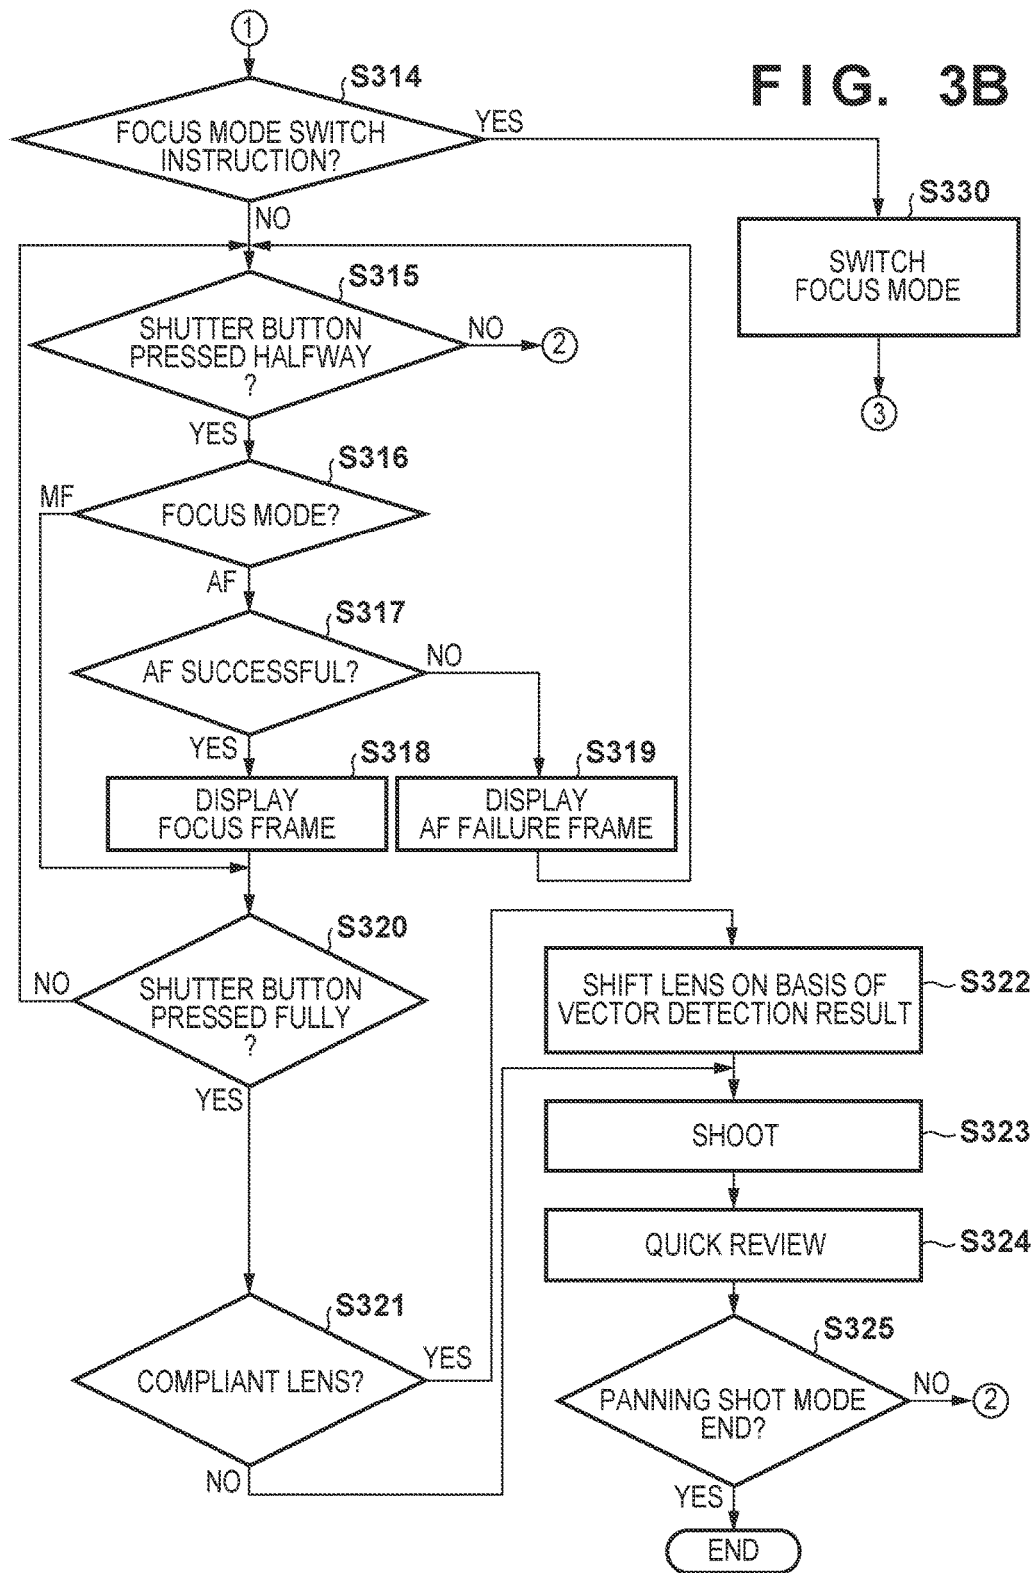 1
S314
FIG. 3B
FOCUS MODE SWITCH
INSTRUCTION?
YES
NO
S330
SWITCH
FOCUS MODE
3
S315
SHUTTER BUTTON
PRESSED HALFWAY
?
NO
2
YES
S316
MF
FOCUS MODE?
AF
S317
AF SUCCESSFUL?
NO
YES
S318
DISPLAY
FOCUS FRAME
S319
DISPLAY
AF FAILURE FRAME
S320
NO
SHUTTER BUTTON
PRESSED FULLY
?
YES
S321
COMPLIANT LENS?
YES
NO
SHIFT LENS ON BASIS OF
VECTOR DETECTION RESULT
S322
SHOOT
S323
QUICK REVIEW
S324
S325
PANNING SHOT MODE
END?
NO
2
YES
END